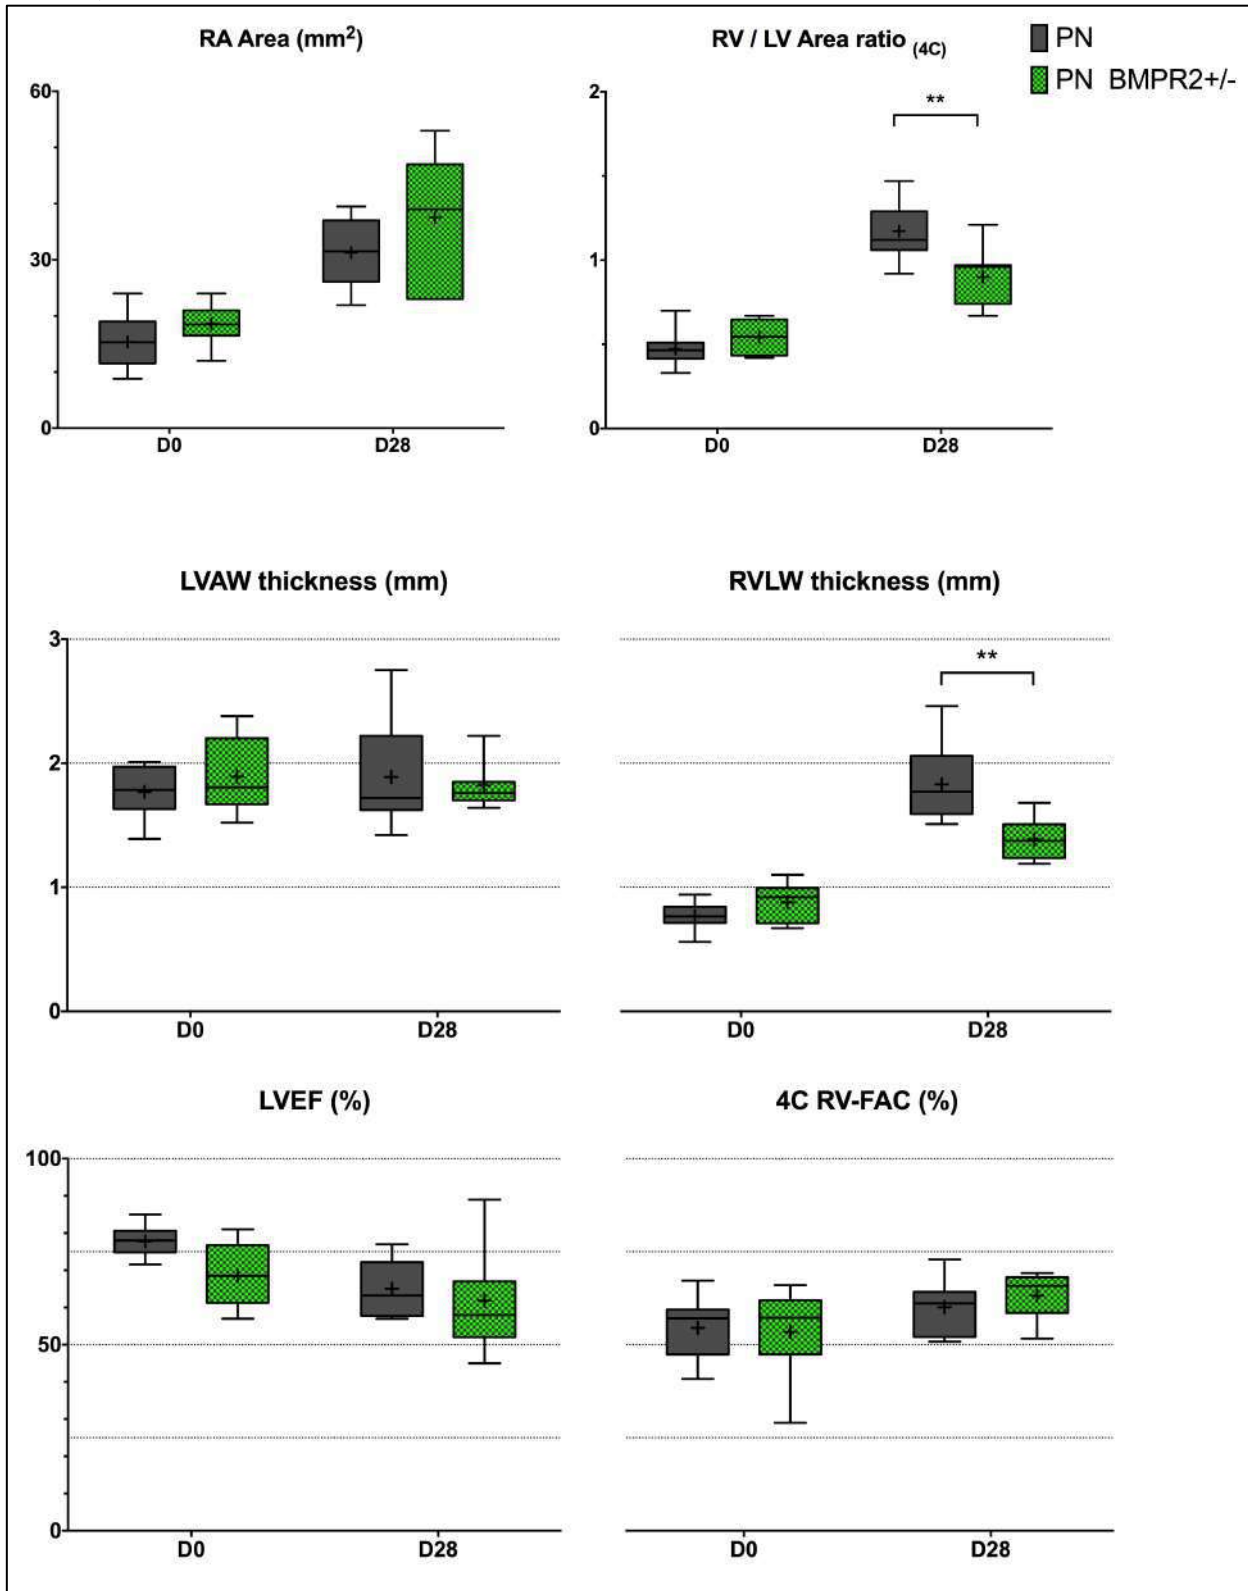 RA Area (mm²)
RV / LV Area ratio (4C)
PN
PN BMPR2+/-
60
30
0
D0
D28
2
1
0
**
D0
D28
LVAW thickness (mm)
RVLW thickness (mm)
3
2
1
0
D0
D28
**
D0
D28
LVEF (%)
4C RV-FAC (%)
100
50
0
D0
D28
D0
D28